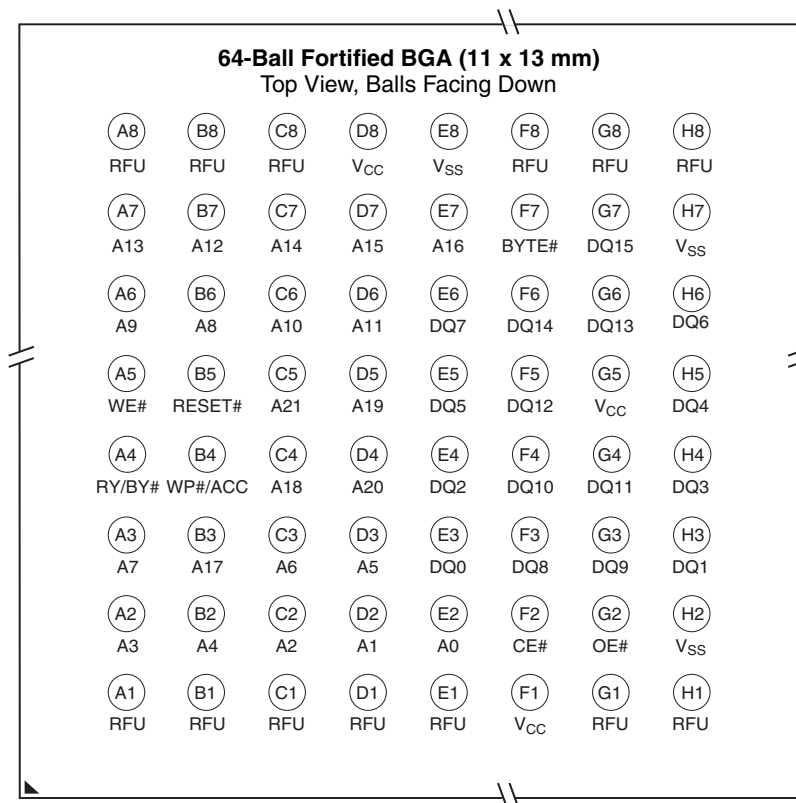 64-Ball Fortified BGA (11 x 13 mm)
Top View, Balls Facing Down
A8 B8 C8 D8 E8 F8 G8 H8
RFU RFU RFU VCC VSS RFU RFU RFU
A7 B7 C7 D7 E7 F7 G7 H7
A13 A12 A14 A15 A16 BYTE# DQ15 VSS
A6 B6 C6 D6 E6 F6 G6 H6
A9 A8 A10 A11 DQ7 DQ14 DQ13 DQ6
A5 B5 C5 D5 E5 F5 G5 H5
WE# RESET# A21 A19 DQ5 DQ12 VCC DQ4
A4 B4 C4 D4 E4 F4 G4 H4
RY/BY# WP#/ACC A18 A20 DQ2 DQ10 DQ11 DQ3
A3 B3 C3 D3 E3 F3 G3 H3
A7 A17 A6 A5 DQ0 DQ8 DQ9 DQ1
A2 B2 C2 D2 E2 F2 G2 H2
A3 A4 A2 A1 A0 CE# OE# VSS
A1 B1 C1 D1 E1 F1 G1 H1
RFU RFU RFU RFU RFU VCC RFU RFU